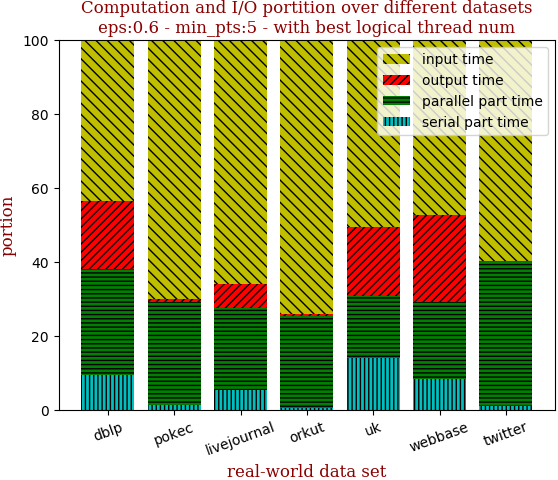 Computation and I/O portition over different datasets
eps:0.6 - min_pts:5 - with best logical thread num
100
80
60
40
20
0
portion
input time
output time
parallel part time
serial part time
dblp
pokec
livejournal
orkut
uk
webbase
twitter
real-world data set